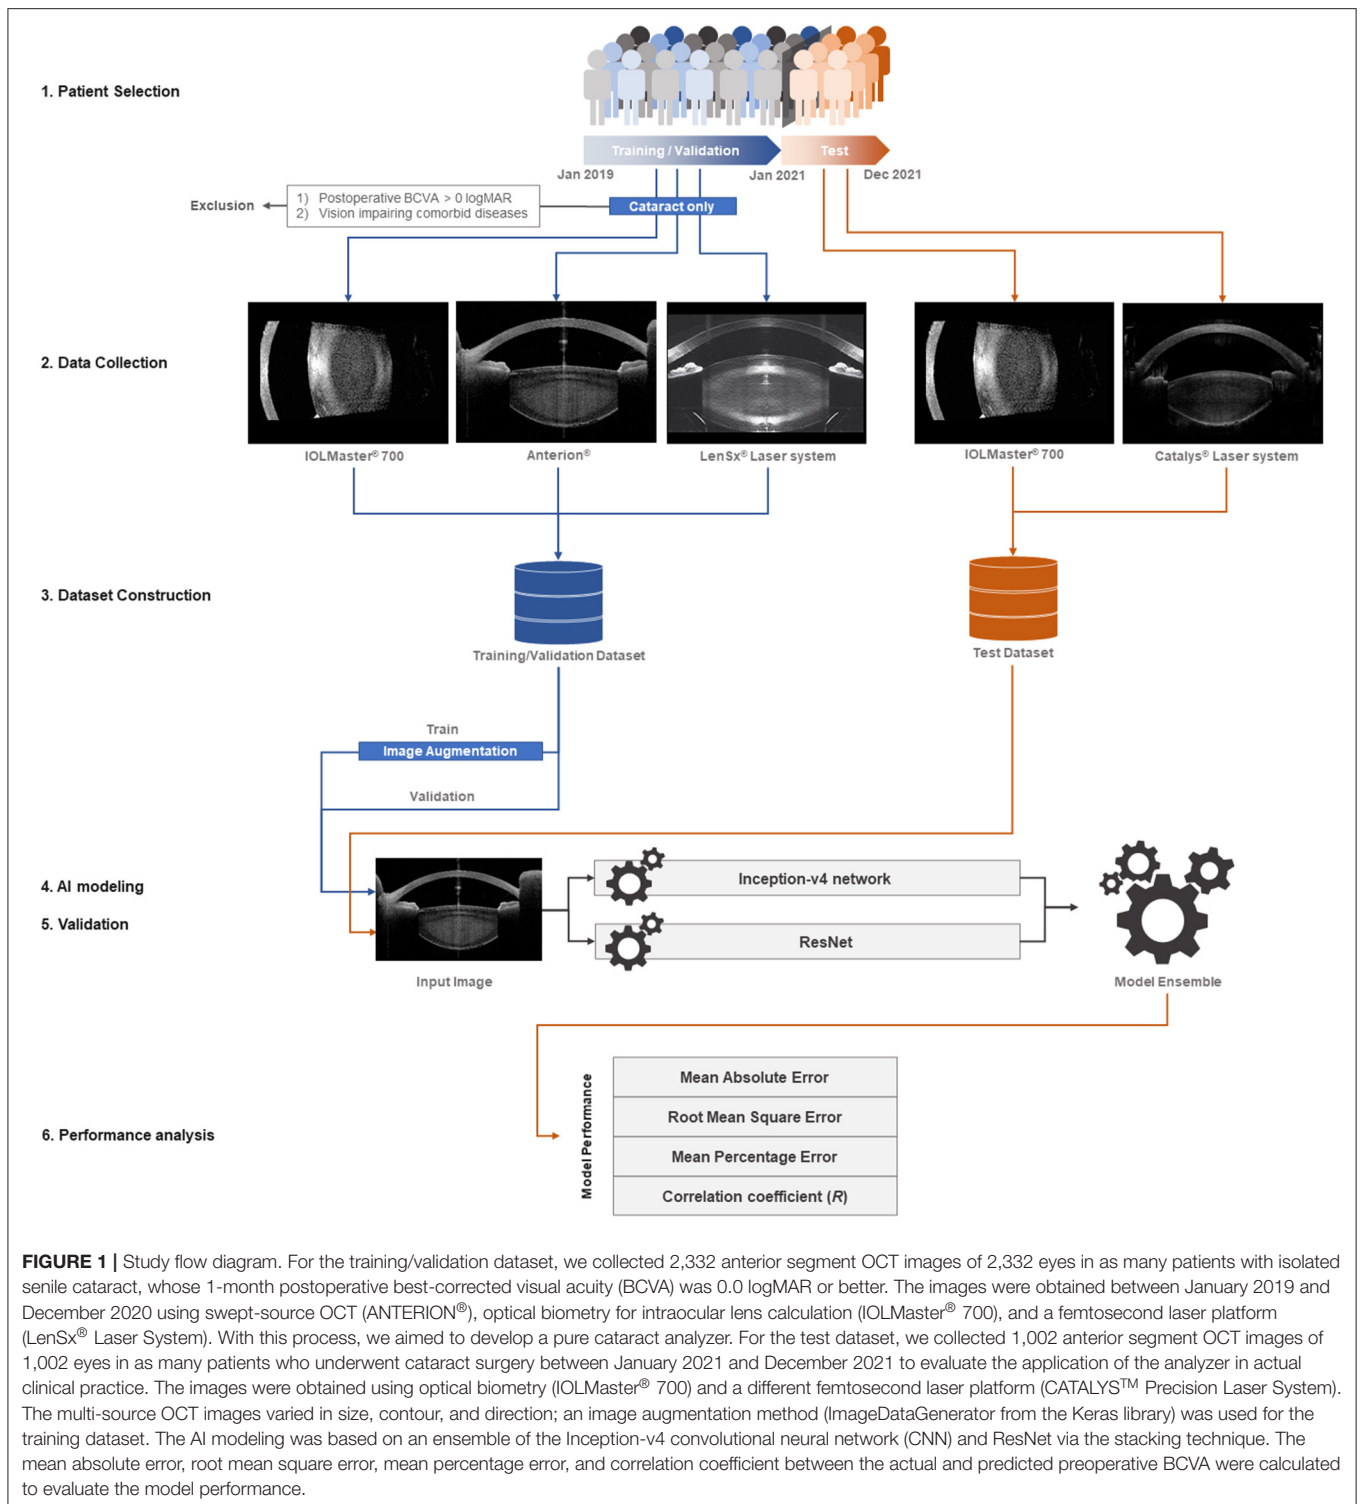 1. Patient Selection
Training / Validation
Test
Jan 2019
Jan 2021
Dec 2021
Exclusion
1) Postoperative BCVA > 0 logMAR
2) Vision impairing comorbid diseases
Cataract only
2. Data Collection
IOLMaster® 700
Anterion®
LenSx® Laser system
IOLMaster® 700
Catalys® Laser system
3. Dataset Construction
Training/Validation Dataset
Test Dataset
Train
Image Augmentation
Validation
4. AI modeling
5. Validation
Inception-v4 network
ResNet
Input Image
Model Ensemble
6. Performance analysis
Model Performance
Mean Absolute Error
Root Mean Square Error
Mean Percentage Error
Correlation coefficient (R)
FIGURE 1 | Study flow diagram. For the training/validation dataset, we collected 2,332 anterior segment OCT images of 2,332 eyes in as many patients with isolated
senile cataract, whose 1-month postoperative best-corrected visual acuity (BCVA) was 0.0 logMAR or better. The images were obtained between January 2019 and
December 2020 using swept-source OCT (ANTERION®), optical biometry for intraocular lens calculation (IOLMaster® 700), and a femtosecond laser platform
(LenSx® Laser System). With this process, we aimed to develop a pure cataract analyzer. For the test dataset, we collected 1,002 anterior segment OCT images of
1,002 eyes in as many patients who underwent cataract surgery between January 2021 and December 2021 to evaluate the application of the analyzer in actual
clinical practice. The images were obtained using optical biometry (IOLMaster® 700) and a different femtosecond laser platform (CATALYS™ Precision Laser System).
The multi-source OCT images varied in size, contour, and direction; an image augmentation method (ImageDataGenerator from the Keras library) was used for the
training dataset. The AI modeling was based on an ensemble of the Inception-v4 convolutional neural network (CNN) and ResNet via the stacking technique. The
mean absolute error, root mean square error, mean percentage error, and correlation coefficient between the actual and predicted preoperative BCVA were calculated
to evaluate the model performance.